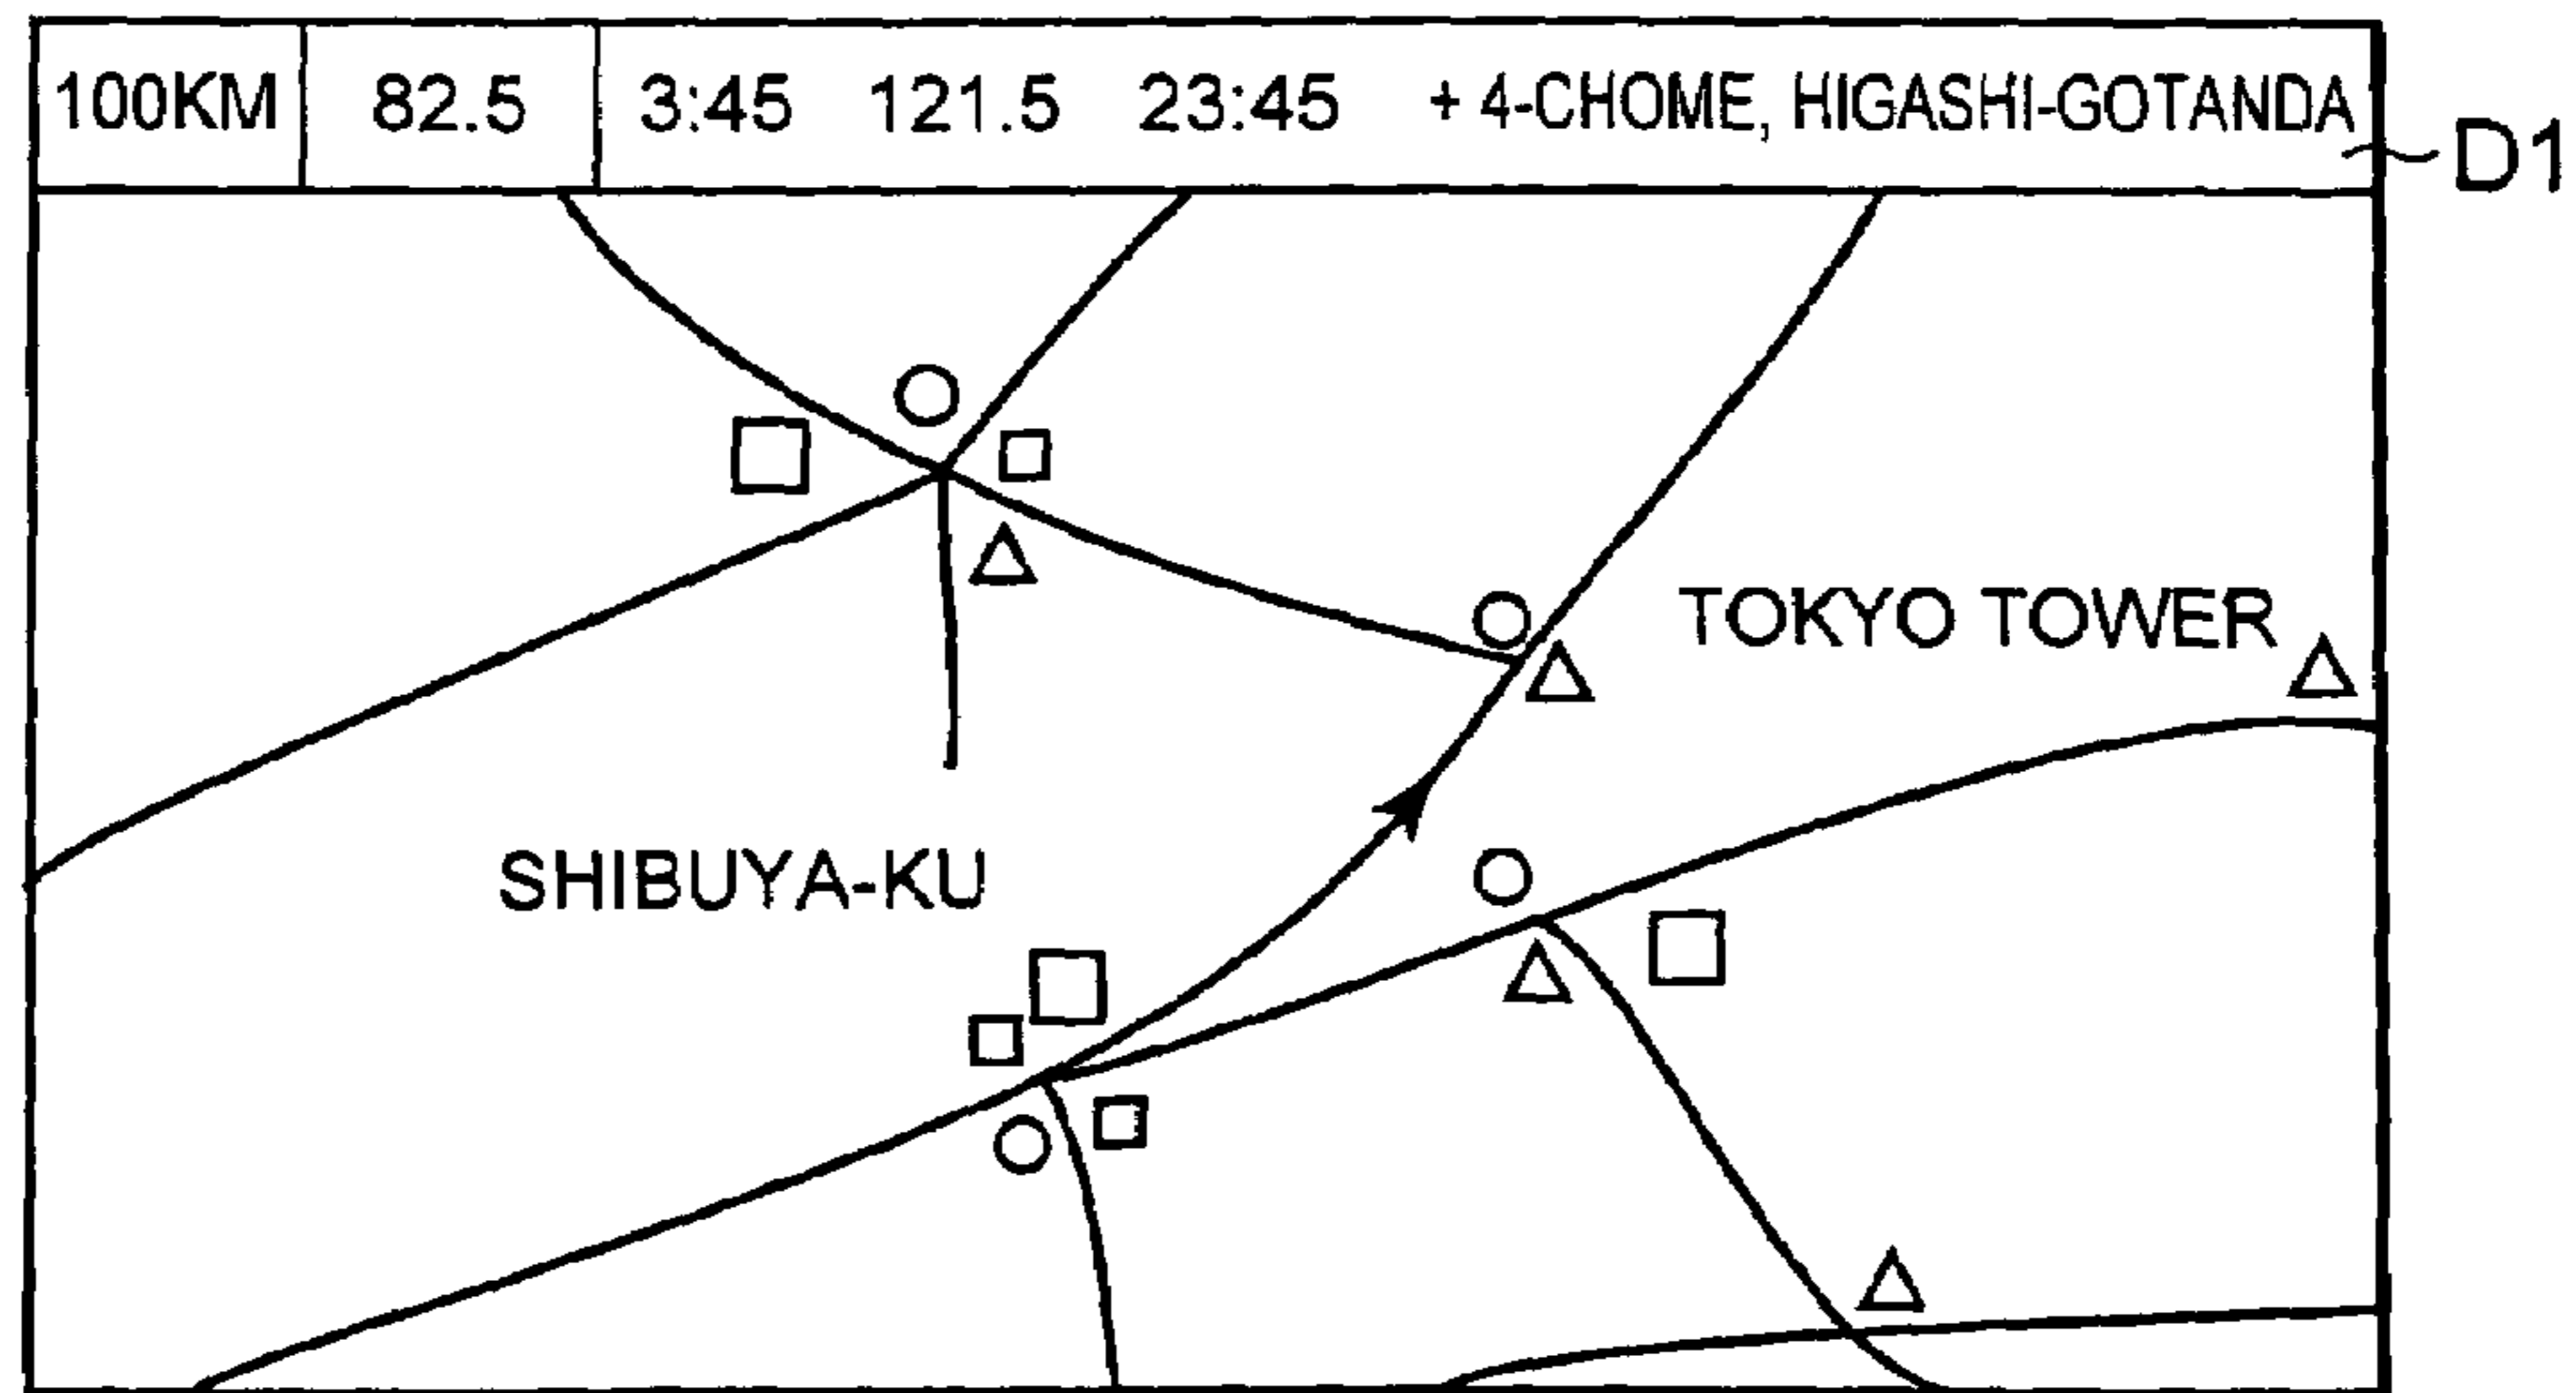 100KM 82.5 3:45 121.5 23:45 + 4-CHOME, HIGASHI-GOTANDA
D1
TOKYO TOWER
SHIBUYA-KU